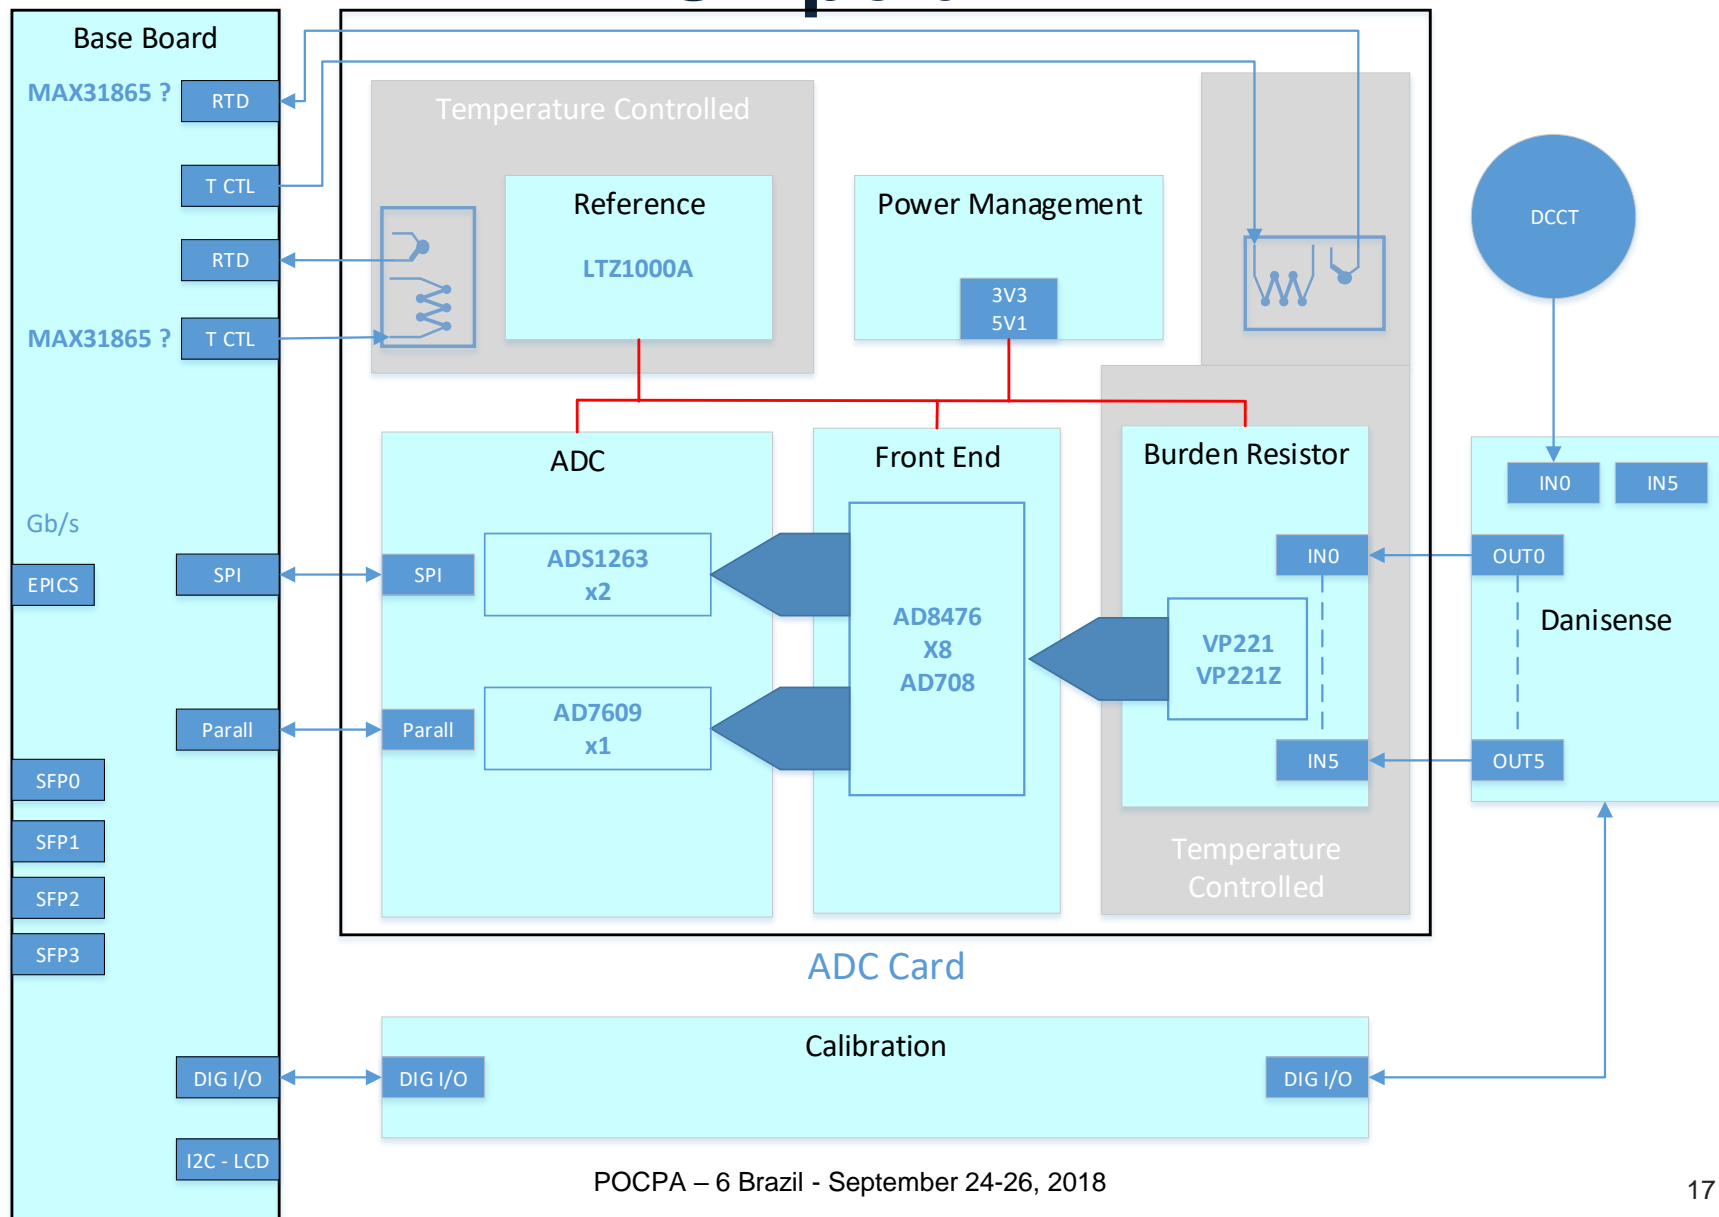 Base Board
MAX31865 ?
RTD
T CTL
RTD
MAX31865 ?
T CTL
Gb/s
EPICS
SPI
Parall
SFP0
SFP1
SFP2
SFP3
DIG I/O
I2C - LCD
Temperature Controlled
Reference
LTZ1000A
Power Management
3V3
5V1
ADC
SPI
ADS1263
x2
Parall
AD7609
x1
Front End
AD8476
X8
AD708
Burden Resistor
IN0
VP221
VP221Z
IN5
Temperature
Controlled
DCCT
IN0
IN5
OUT0
Danisense
OUT5
ADC Card
Calibration
DIG I/O
DIG I/O
POCPA – 6 Brazil - September 24-26, 2018
17